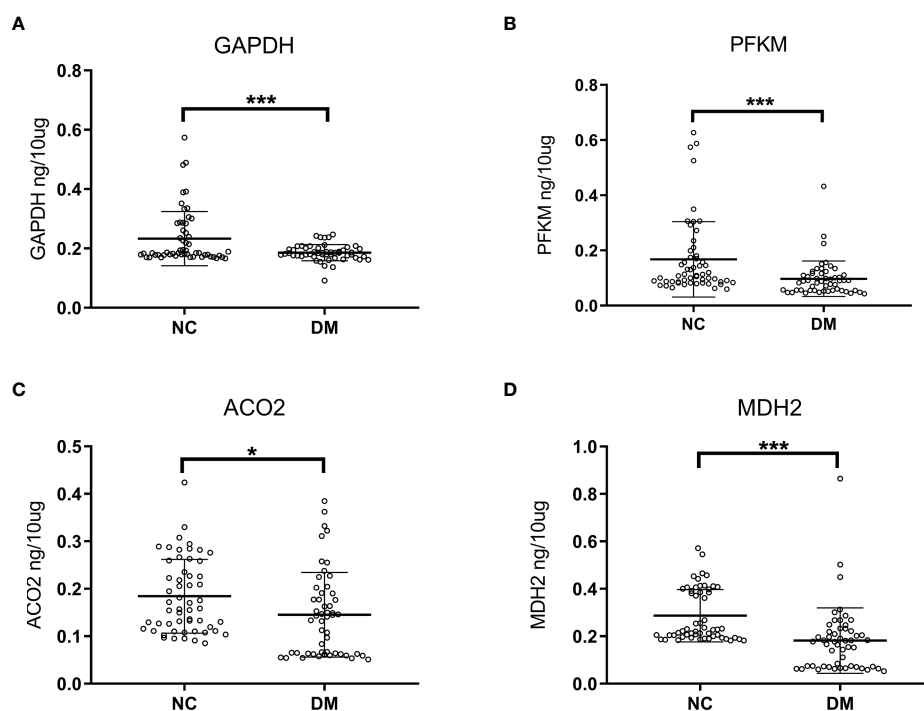 A
GAPDH
GAPDH ng/10ug
0.8
0.6
0.4
0.2
0.0
***
NC
DM
B
PFKM
PFKM ng/10ug
0.8
0.6
0.4
0.2
0.0
***
NC
DM
C
ACO2
ACO2 ng/10ug
0.5
0.4
0.3
0.2
0.1
0.0
*
NC
DM
D
MDH2
MDH2 ng/10ug
1.0
0.8
0.6
0.4
0.2
0.0
***
NC
DM